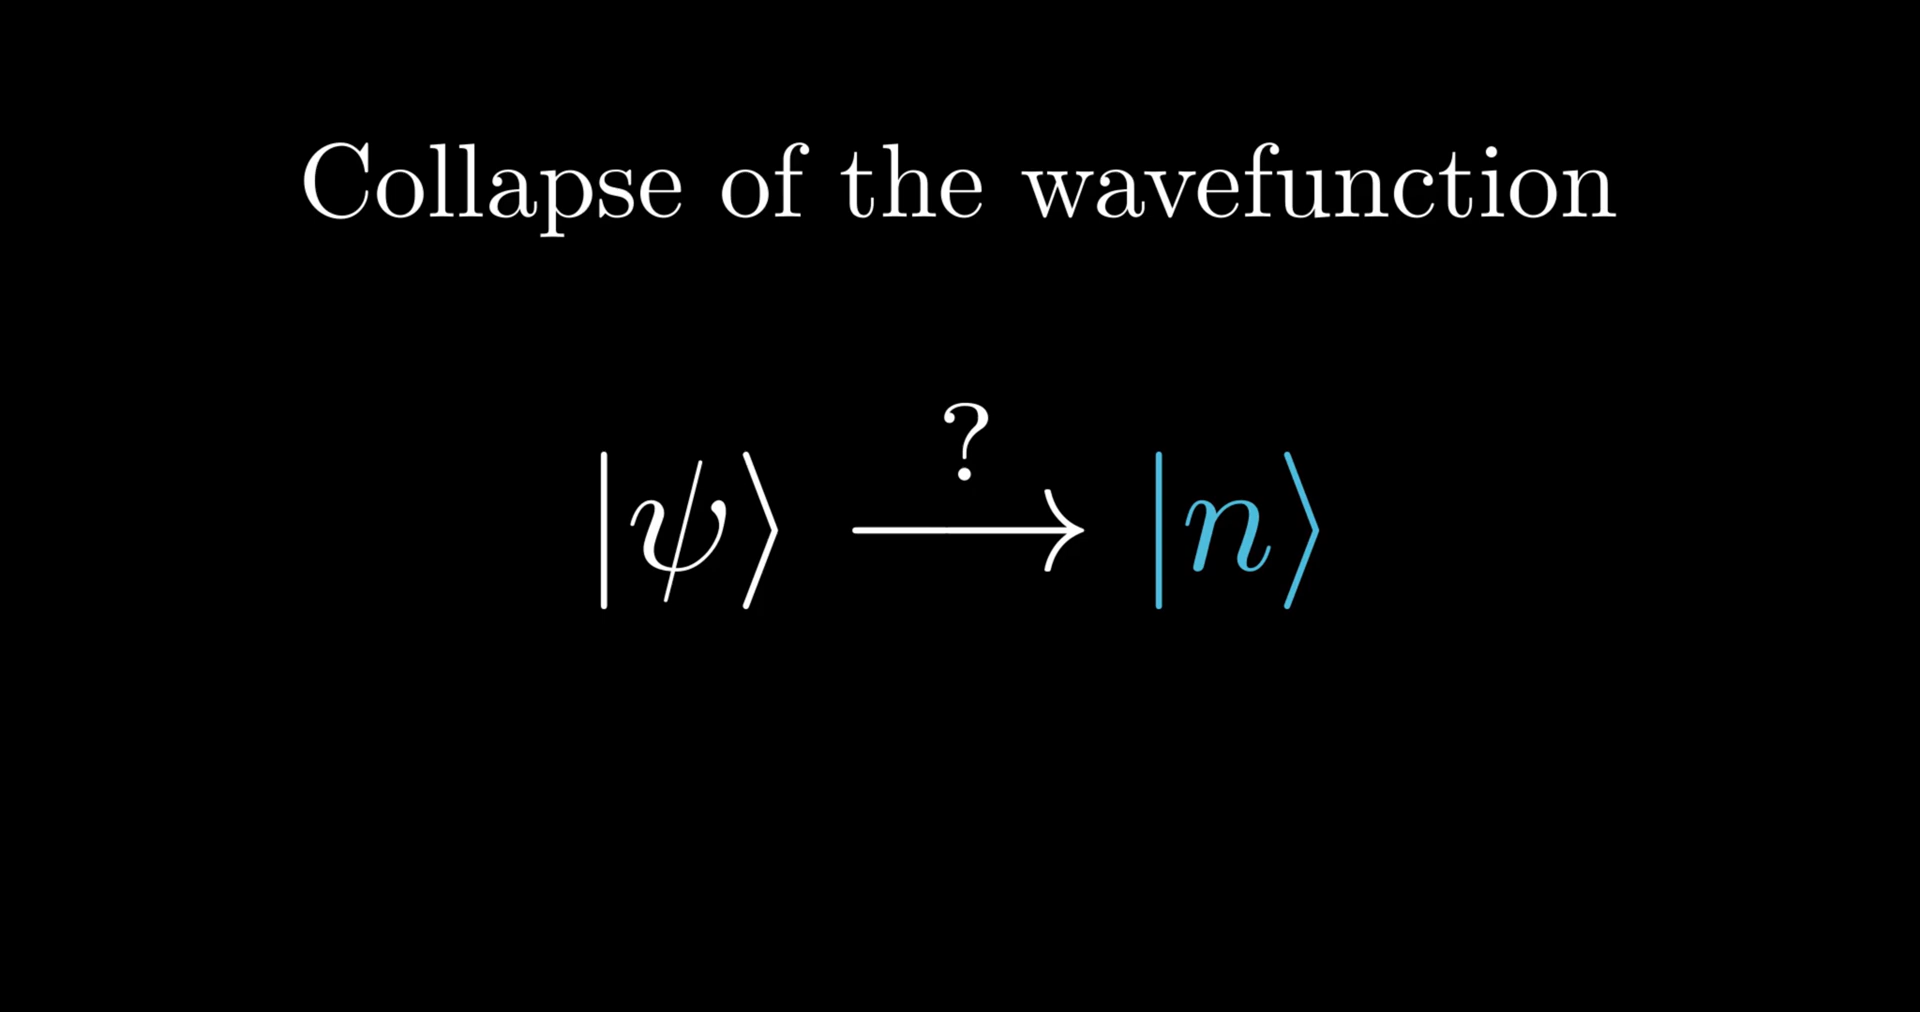 Collapse of the wavefunction
?
|ψ⟩ ⟶ |n⟩